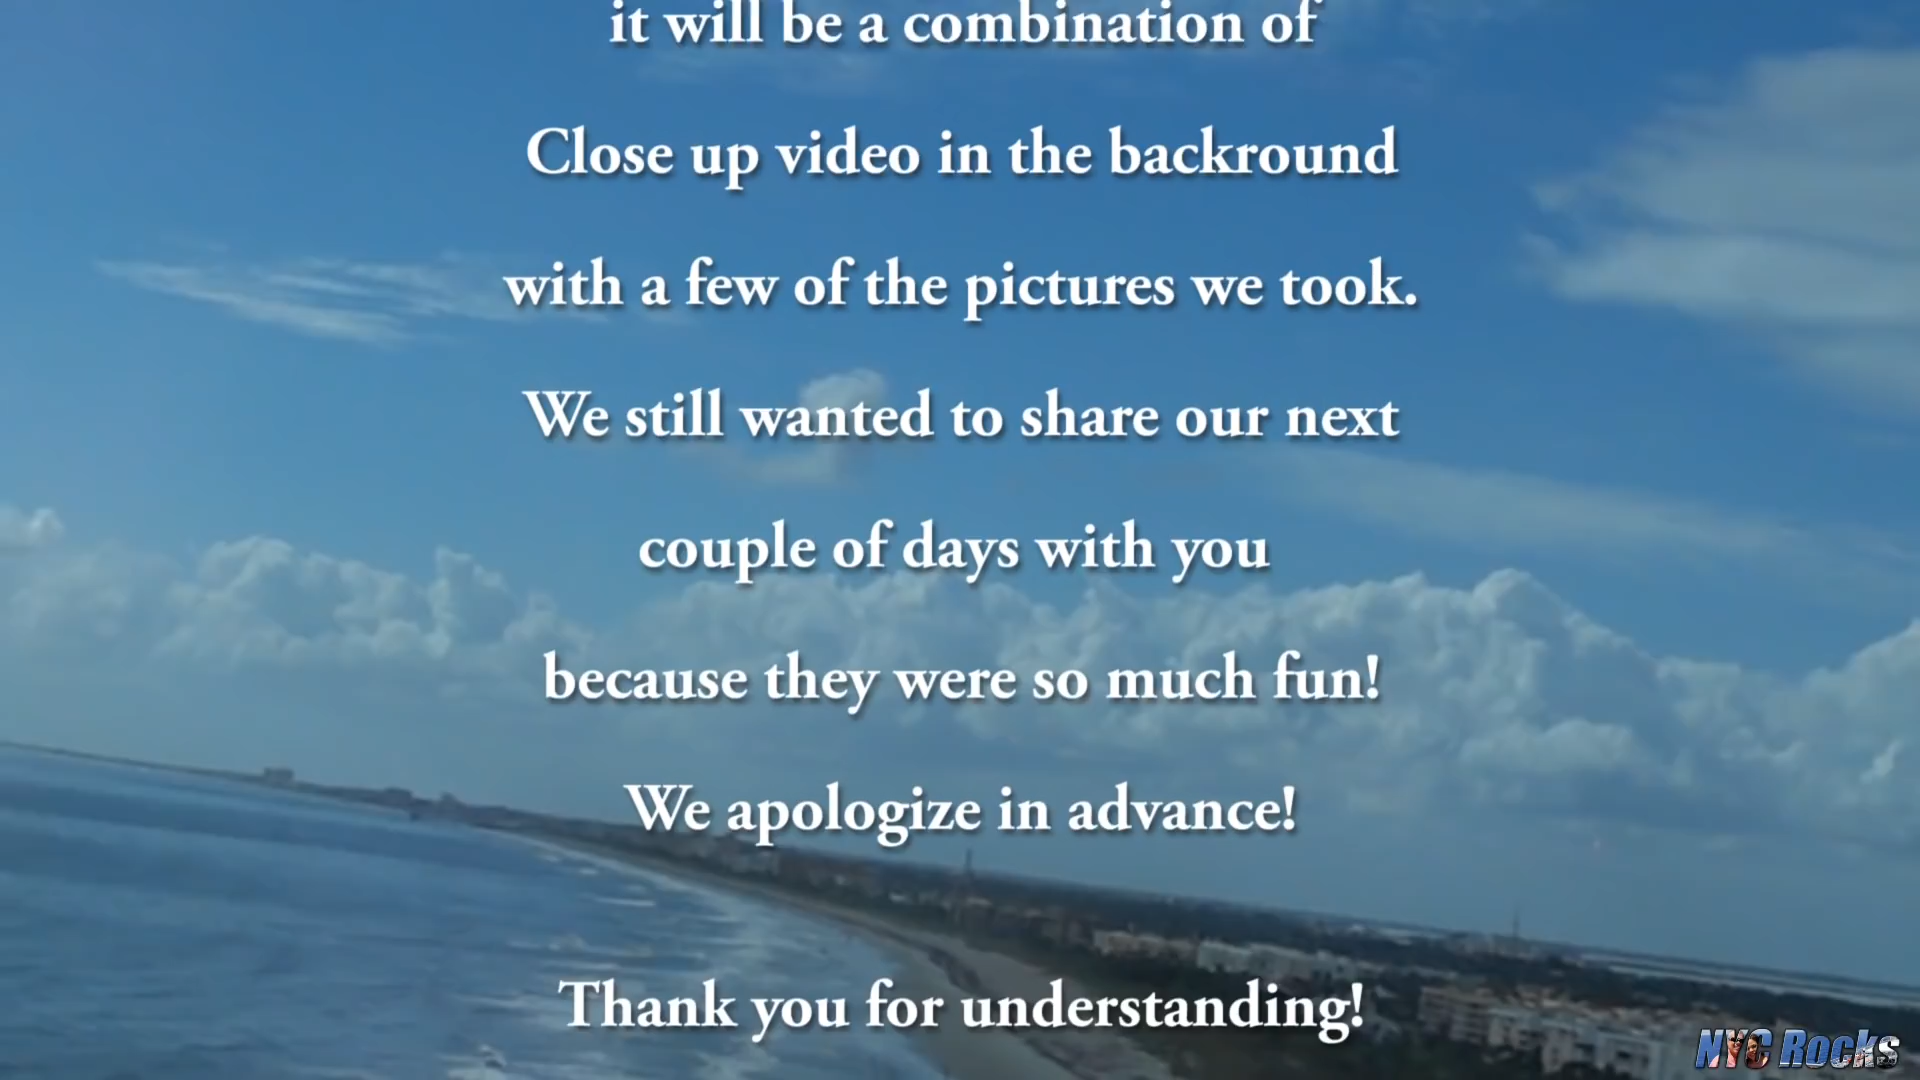 it will be a combination of
Close up video in the backround
with a few of the pictures we took.
We still wanted to share our next
couple of days with you
because they were so much fun!
We apologize in advance!
Thank you for understanding!
NYC Rocks